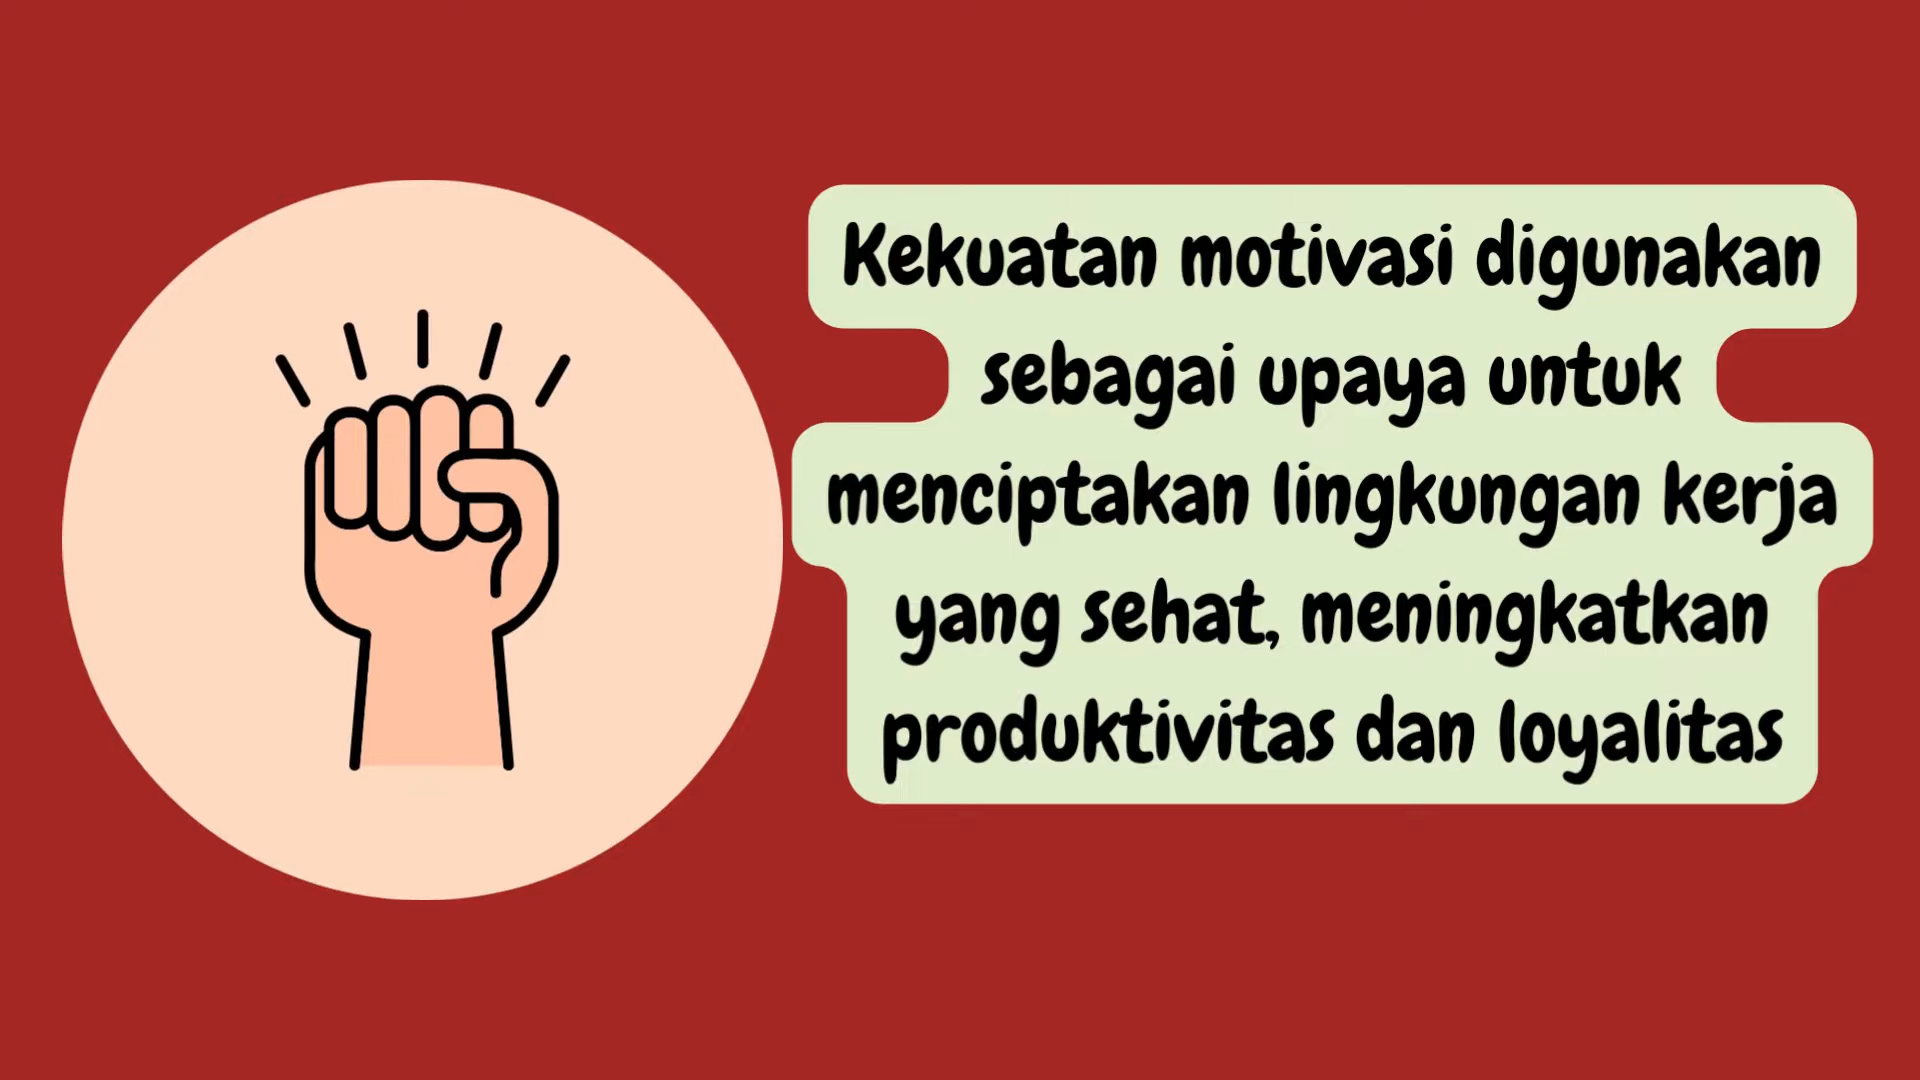 Kekuatan motivasi digunakan
sebagai upaya untuk
menciptakan lingkungan kerja
yang sehat, meningkatkan
produktivitas dan loyalitas